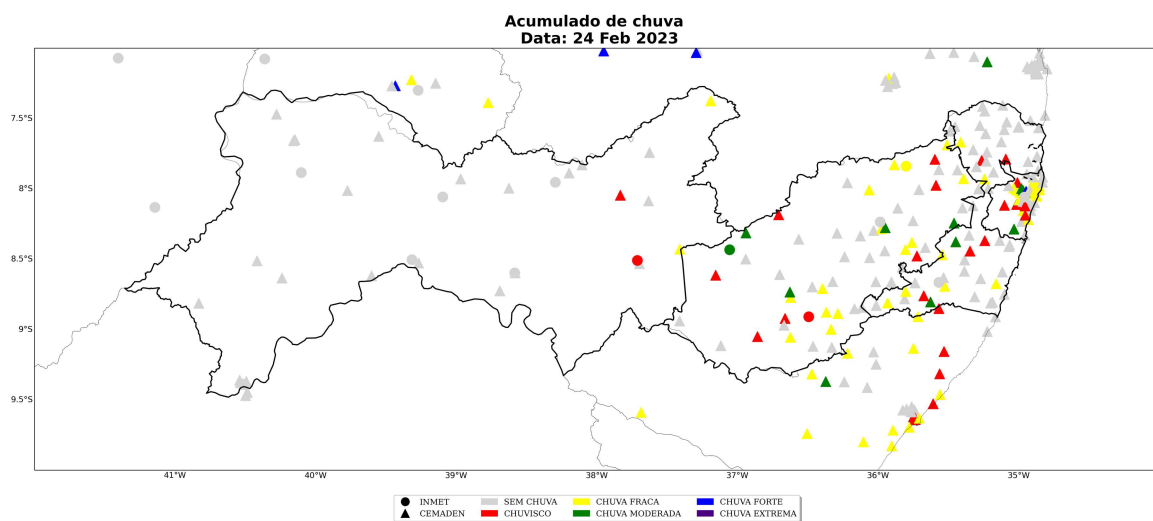 Acumulado de chuva
Data: 24 Feb 2023
7.5°S
8°S
8.5°S
9°S
9.5°S
41°W 40°W 39°W 38°W 37°W 36°W 35°W
INMET SEM CHUVA CHUVA FRACA CHUVA FORTE
CEMADEN CHUVISCO CHUVA MODERADA CHUVA EXTREMA